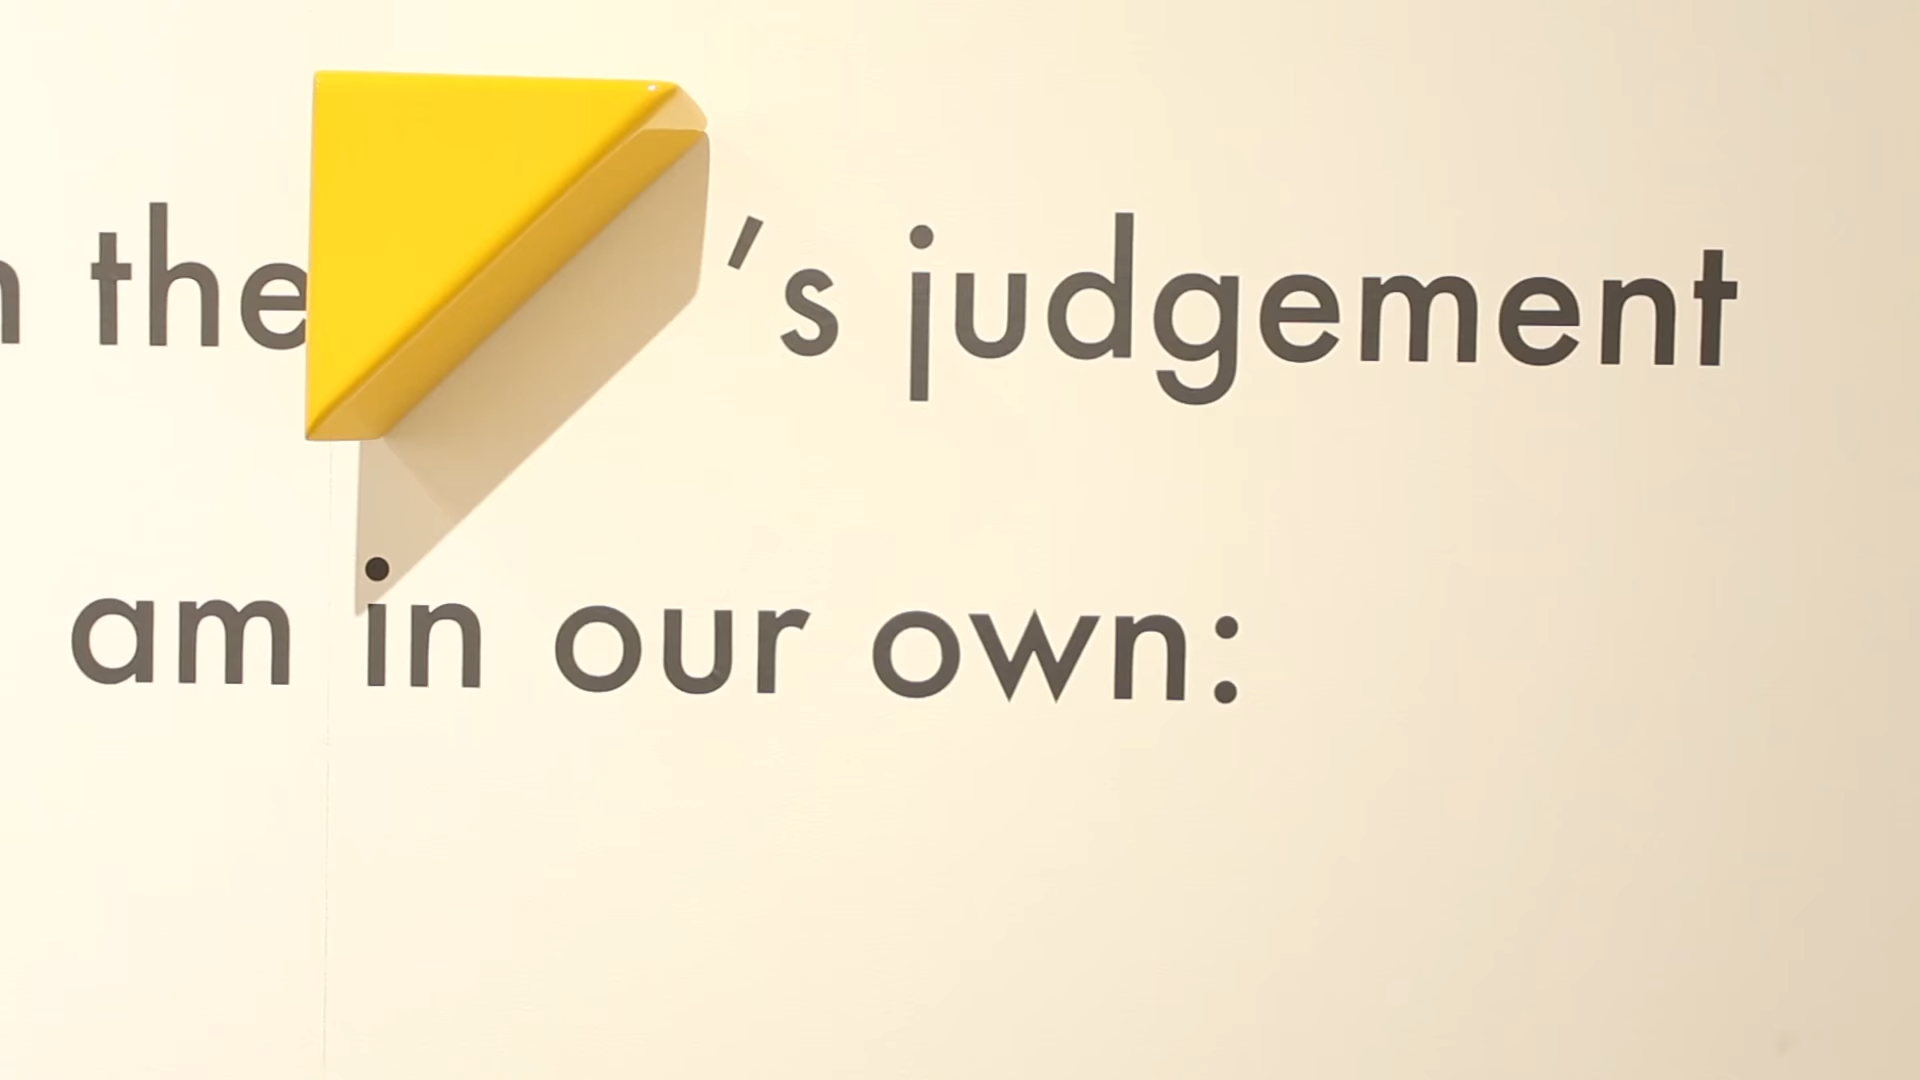 the 's judgement
am in our own: